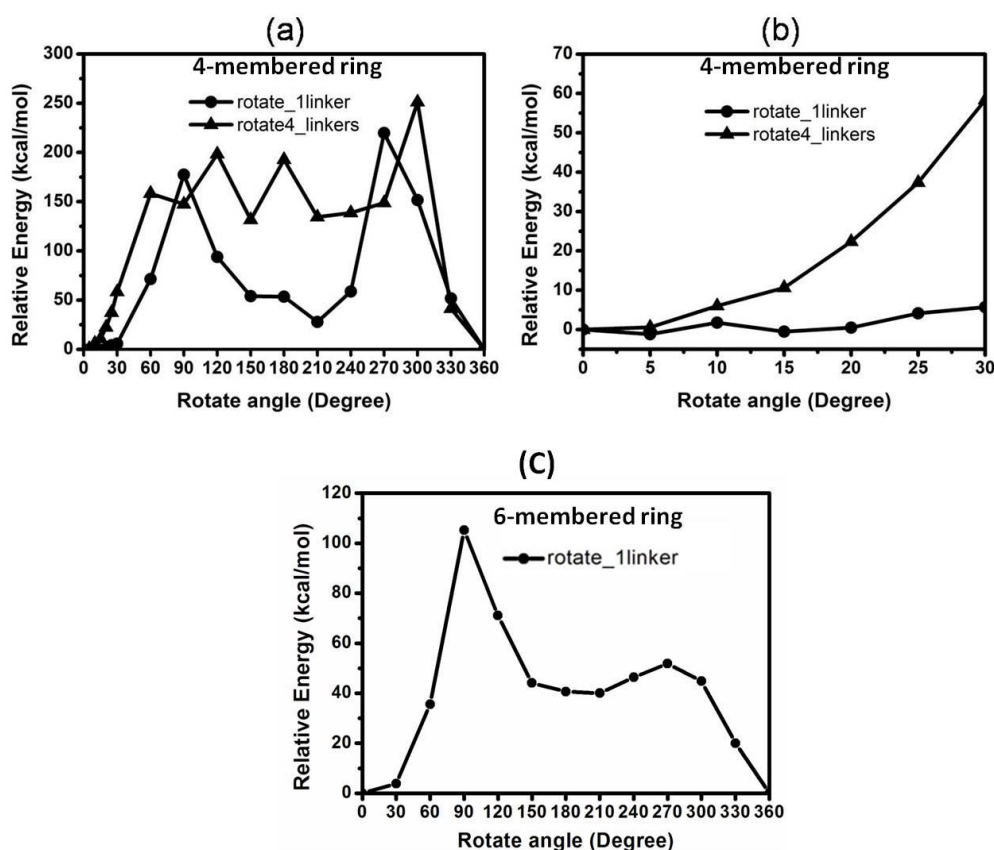 (a)
4-membered ring
rotate_1linker
rotate4_linkers
Relative Energy (kcal/mol)
300
250
200
150
100
50
0
0 30 60 90 120 150 180 210 240 270 300 330 360
Rotate angle (Degree)
(b)
4-membered ring
rotate_1linker
rotate4_linkers
Relative Energy (kcal/mol)
70
60
50
40
30
20
10
0
0 5 10 15 20 25 30
Rotate angle (Degree)
(C)
6-membered ring
rotate_1linker
Relative Energy (kcal/mol)
120
100
80
60
40
20
0
0 30 60 90 120 150 180 210 240 270 300 330 360
Rotate angle (Degree)